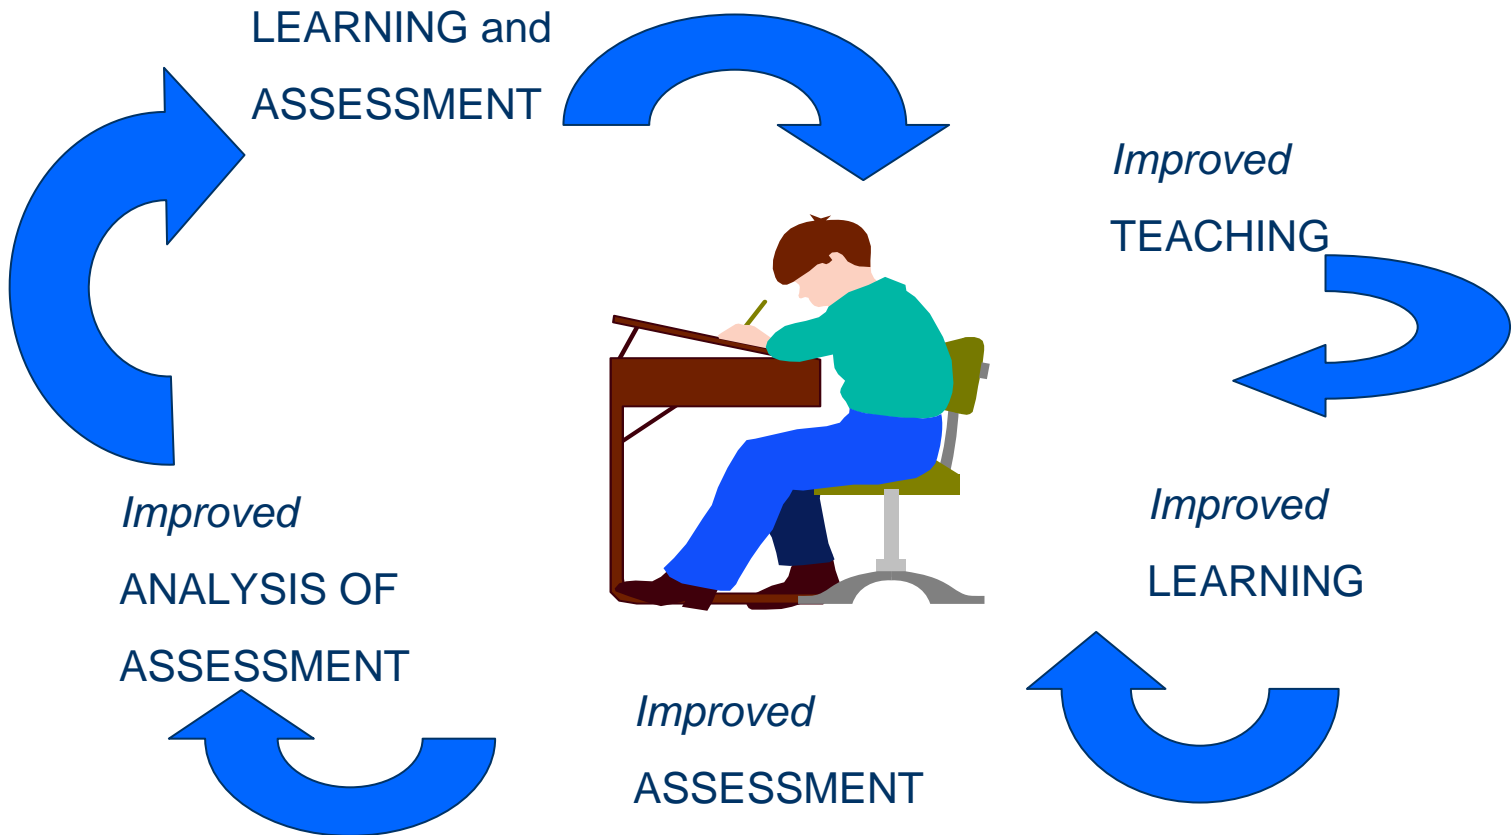 LEARNING and
ASSESSMENT
Improved
TEACHING
Improved
LEARNING
Improved
ASSESSMENT
Improved
ANALYSIS OF
ASSESSMENT